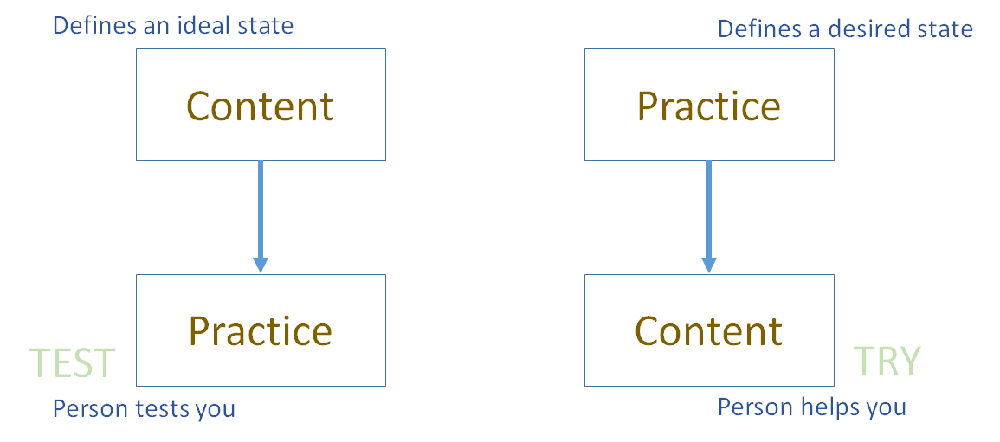 Defines an ideal state
Content
Practice
TEST
Person tests you
Defines a desired state
Practice
Content
TRY
Person helps you